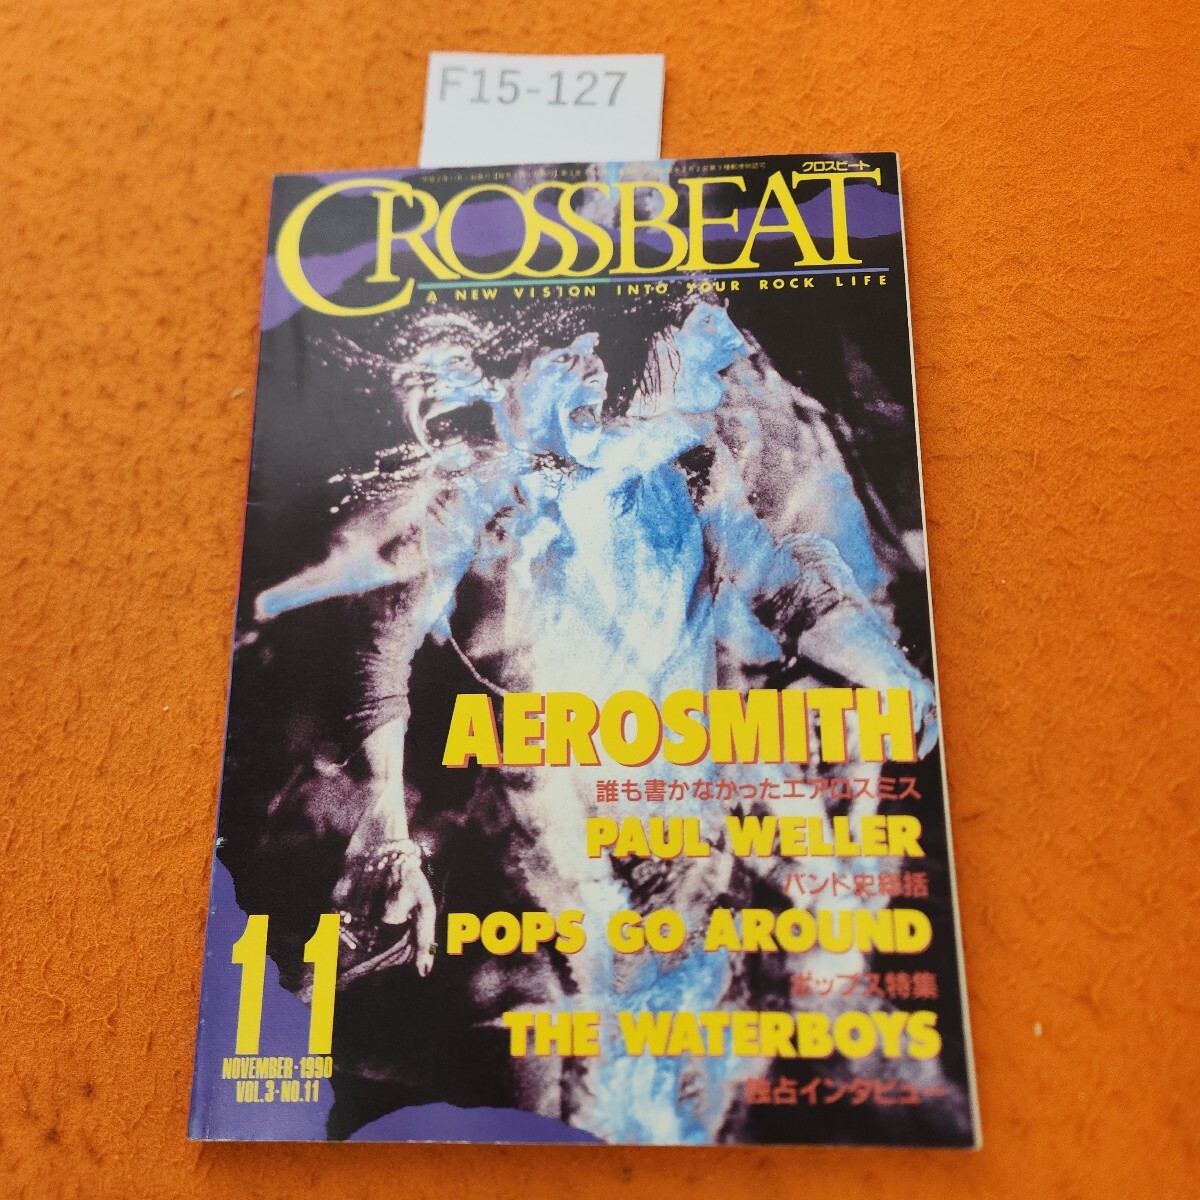 F15-127
クロスビート
CROSSBEAT
A NEW VISION INTO YOUR ROCK LIFE
AEROSMITH
誰も書かなかったエアロスミス
PAUL WELLER
バンド史総括
POPS GO AROUND
ポップス特集
THE WATERBOYS
独占インタビュー
11
NOVEMBER・1990
VOL.3・NO.11